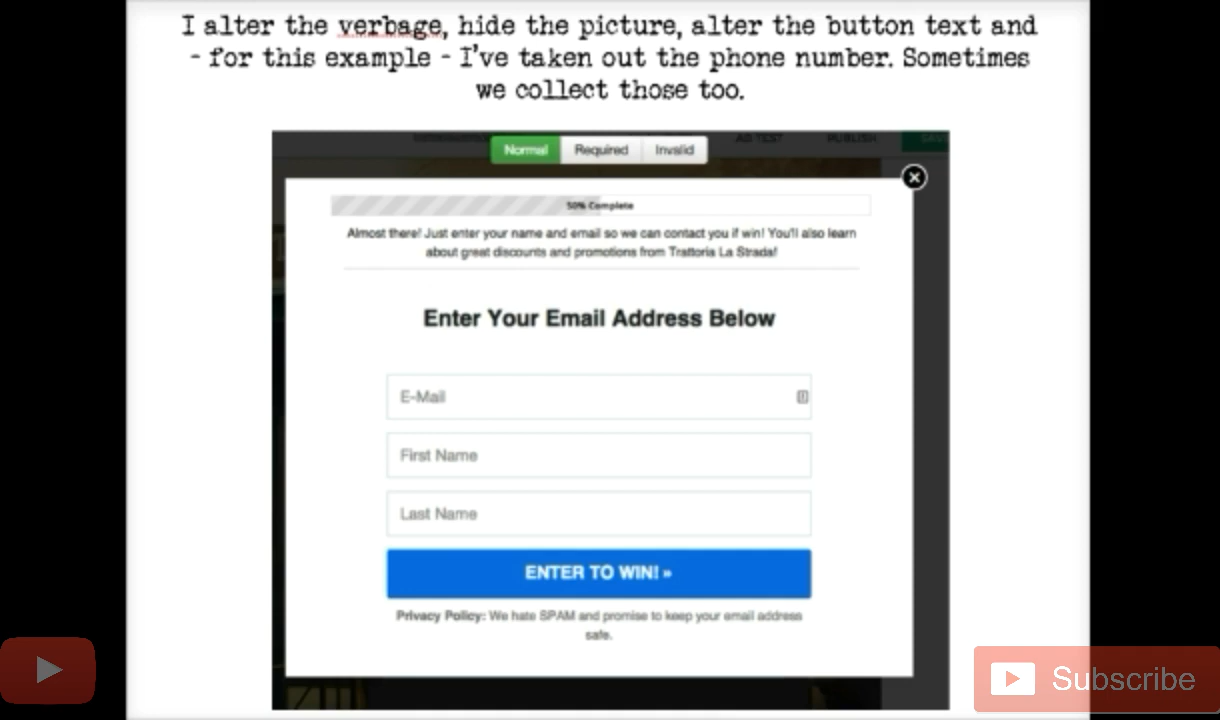 I alter the verbage, hide the picture, alter the button text and
- for this example - I've taken out the phone number. Sometimes
we collect those too.
AB TEST
PUBLISH
Normal
Required
Invalid
50% Complete
Almost there! Just enter your name and email so we can contact you if win! You'll also learn
about great discounts and promotions from Trattoria La Strada!
Enter Your Email Address Below
E-Mail
First Name
Last Name
ENTER TO WIN! »
Privacy Policy: We hate SPAM and promise to keep your email address
safe.
Subscribe